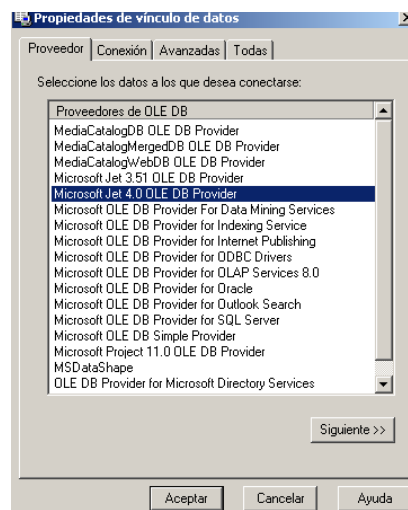 Propiedades de vínculo de datos
Proveedor Conexión Avanzadas Todas
Seleccione los datos a los que desea conectarse:
Proveedores de OLE DB
MediaCatalogDB OLE DB Provider
MediaCatalogMergedDB OLE DB Provider
MediaCatalogWebDB OLE DB Provider
Microsoft Jet 3.51 OLE DB Provider
Microsoft Jet 4.0 OLE DB Provider
Microsoft OLE DB Provider For Data Mining Services
Microsoft OLE DB Provider for Indexing Service
Microsoft OLE DB Provider for Internet Publishing
Microsoft OLE DB Provider for ODBC Drivers
Microsoft OLE DB Provider for OLAP Services 8.0
Microsoft OLE DB Provider for Oracle
Microsoft OLE DB Provider for Outlook Search
Microsoft OLE DB Provider for SQL Server
Microsoft OLE DB Simple Provider
Microsoft Project 11.0 OLE DB Provider
MSDataShape
OLE DB Provider for Microsoft Directory Services
Siguiente >>
Aceptar Cancelar Ayuda